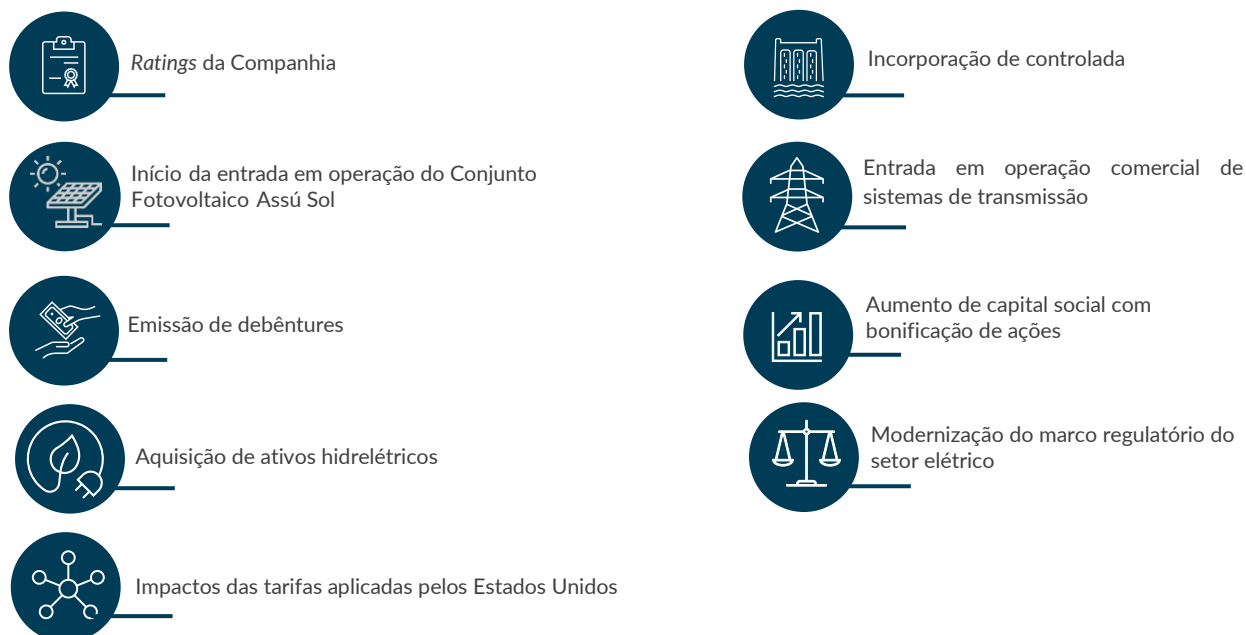 Ratings da Companhia
Início da entrada em operação do Conjunto
Fotovoltaico Assú Sol
Emissão de debêntures
Aquisição de ativos hidrelétricos
Impactos das tarifas aplicadas pelos Estados Unidos
Incorporação de controlada
Entrada em operação comercial de
sistemas de transmissão
Aumento de capital social com
bonificação de ações
Modernização do marco regulatório do
setor elétrico